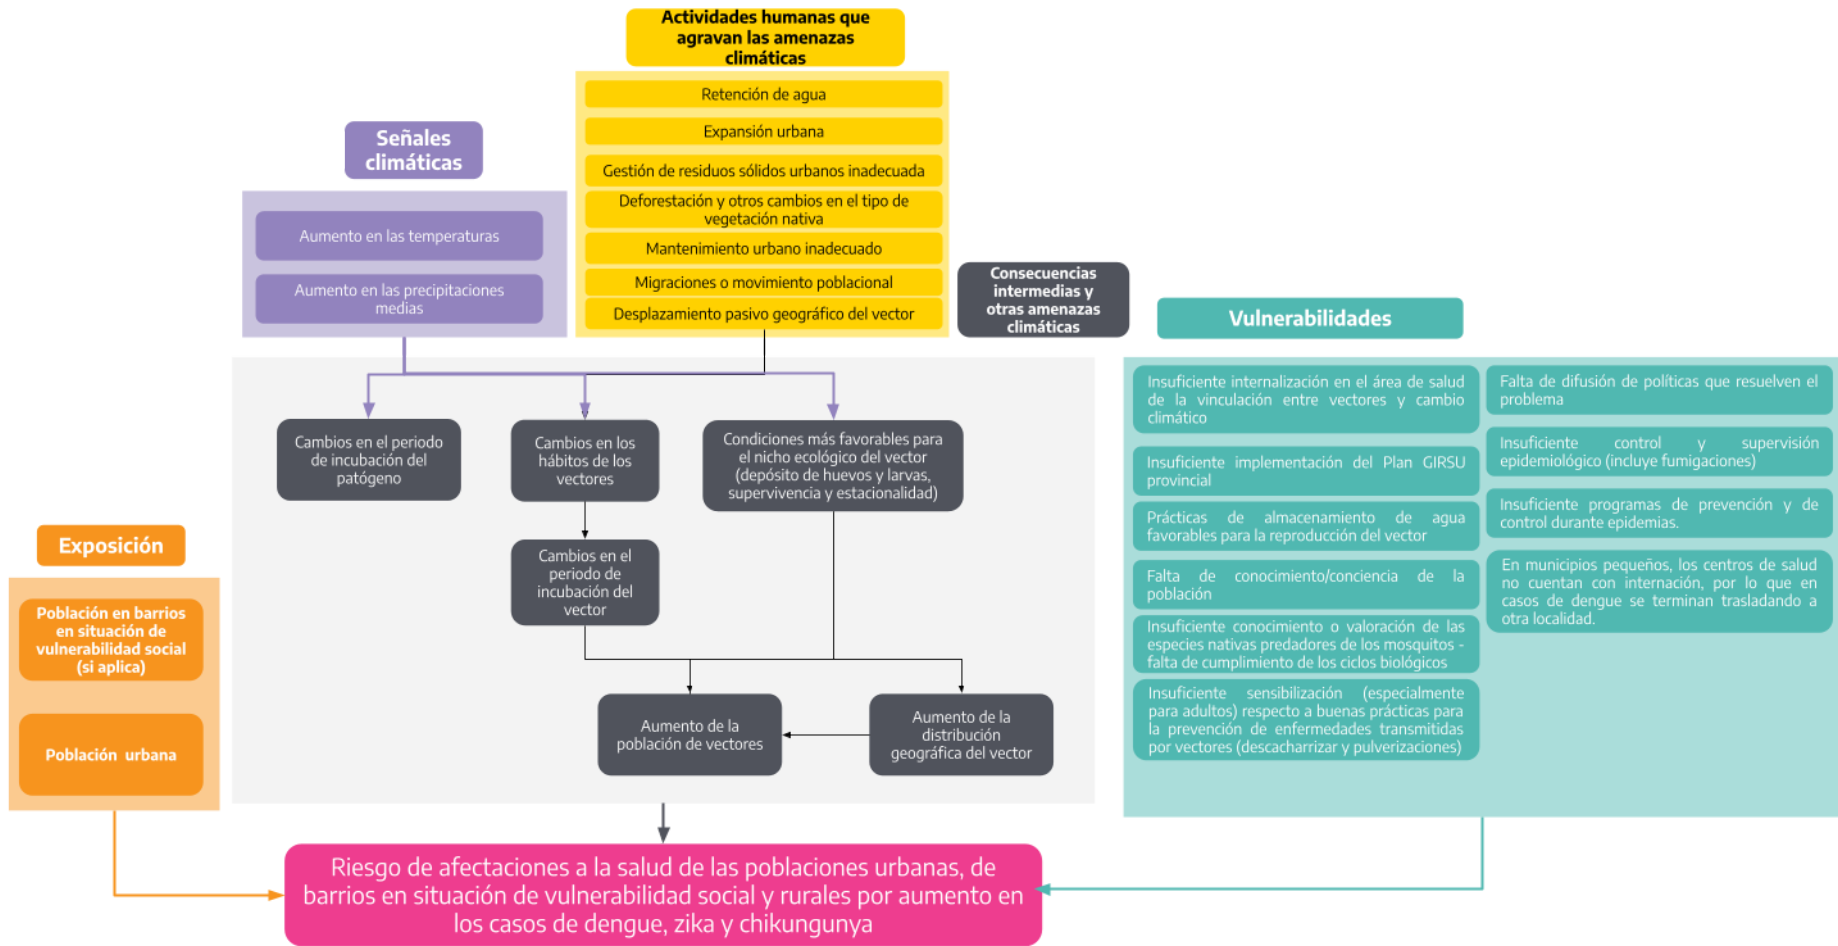 Actividades humanas que
agravan las amenazas
climáticas
Retención de agua
Expansión urbana
Gestión de residuos sólidos urbanos inadecuada
Deforestación y otros cambios en el tipo de
vegetación nativa
Mantenimiento urbano inadecuado
Migraciones o movimiento poblacional
Desplazamiento pasivo geográfico del vector
Señales
climáticas
Aumento en las temperaturas
Aumento en las precipitaciones
medias
Consecuencias
intermedias y
otras amenazas
climáticas
Cambios en el periodo
de incubación del
patógeno
Cambios en los
hábitos de los
vectores
Condiciones más favorables para
el nicho ecológico del vector
(depósito de huevos y larvas,
supervivencia y estacionalidad)
Cambios en el
periodo de
incubación del
vector
Aumento de la
población de vectores
Aumento de la
distribución
geográfica del vector
Vulnerabilidades
Insuficiente internalización en el área de salud
de la vinculación entre vectores y cambio
climático
Insuficiente implementación del Plan GIRSU
provincial
Prácticas de almacenamiento de agua
favorables para la reproducción del vector
Falta de conocimiento/conciencia de la
población
Insuficiente conocimiento o valoración de las
especies nativas predadores de los mosquitos -
falta de cumplimiento de los ciclos biológicos
Insuficiente sensibilización (especialmente
para adultos) respecto a buenas prácticas para
la prevención de enfermedades transmitidas
por vectores (descacharrizar y pulverizaciones)
Falta de difusión de políticas que resuelven el
problema
Insuficiente control y supervisión
epidemiológico (incluye fumigaciones)
Insuficiente programas de prevención y de
control durante epidemias.
En municipios pequeños, los centros de salud
no cuentan con internación, por lo que en
casos de dengue se terminan trasladando a
otra localidad.
Exposición
Población en barrios
en situación de
vulnerabilidad social
(si aplica)
Población urbana
Riesgo de afectaciones a la salud de las poblaciones urbanas, de
barrios en situación de vulnerabilidad social y rurales por aumento en
los casos de dengue, zika y chikungunya